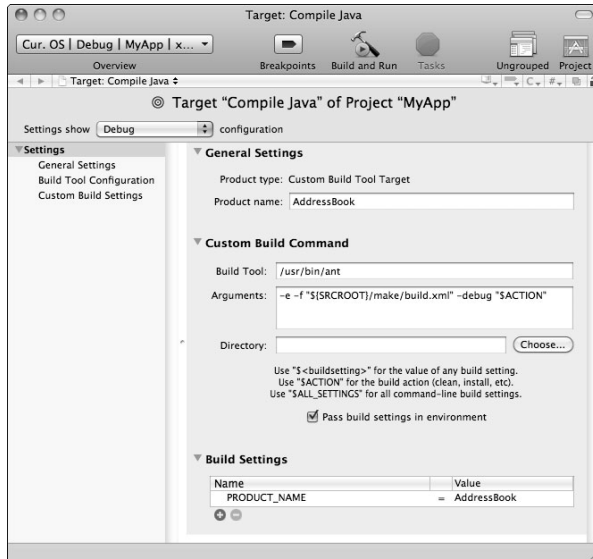 Target: Compile Java
Cur. OS | Debug | MyApp | x...
Overview
Breakpoints
Build and Run
Tasks
Ungrouped
Project
Target: Compile Java
C
#
Target “Compile Java” of Project “MyApp”
Settings show Debug configuration
Settings
General Settings
Build Tool Configuration
Custom Build Settings
General Settings
Product type: Custom Build Tool Target
Product name: AddressBook
Custom Build Command
Build Tool: /usr/bin/ant
Arguments: -e -f "${SRCROOT}/make/build.xml" -debug "$ACTION"
Directory: Choose...
Use "$<buildsetting>" for the value of any build setting.
Use "$ACTION" for the build action (clean, install, etc).
Use "$ALL_SETTINGS" for all command-line build settings.
Pass build settings in environment
Build Settings
Name Value
PRODUCT_NAME = AddressBook